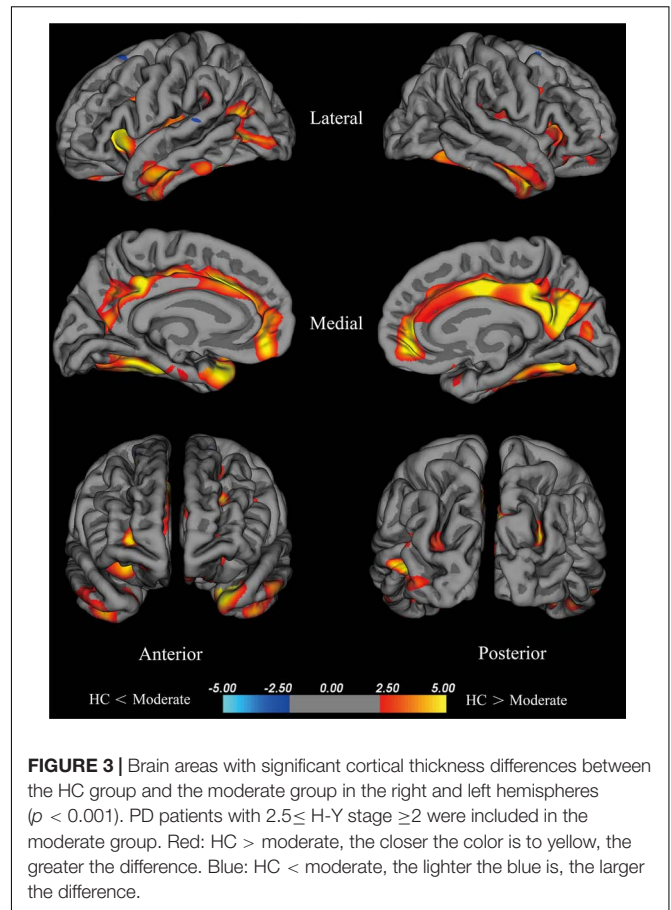 Lateral
Medial
Anterior
Posterior
HC < Moderate
-5.00 -2.50 0.00 2.50 5.00
HC > Moderate
FIGURE 3 | Brain areas with significant cortical thickness differences between
the HC group and the moderate group in the right and left hemispheres
(p < 0.001). PD patients with 2.5≤ H-Y stage ≥2 were included in the
moderate group. Red: HC > moderate, the closer the color is to yellow, the
greater the difference. Blue: HC < moderate, the lighter the blue is, the larger
the difference.